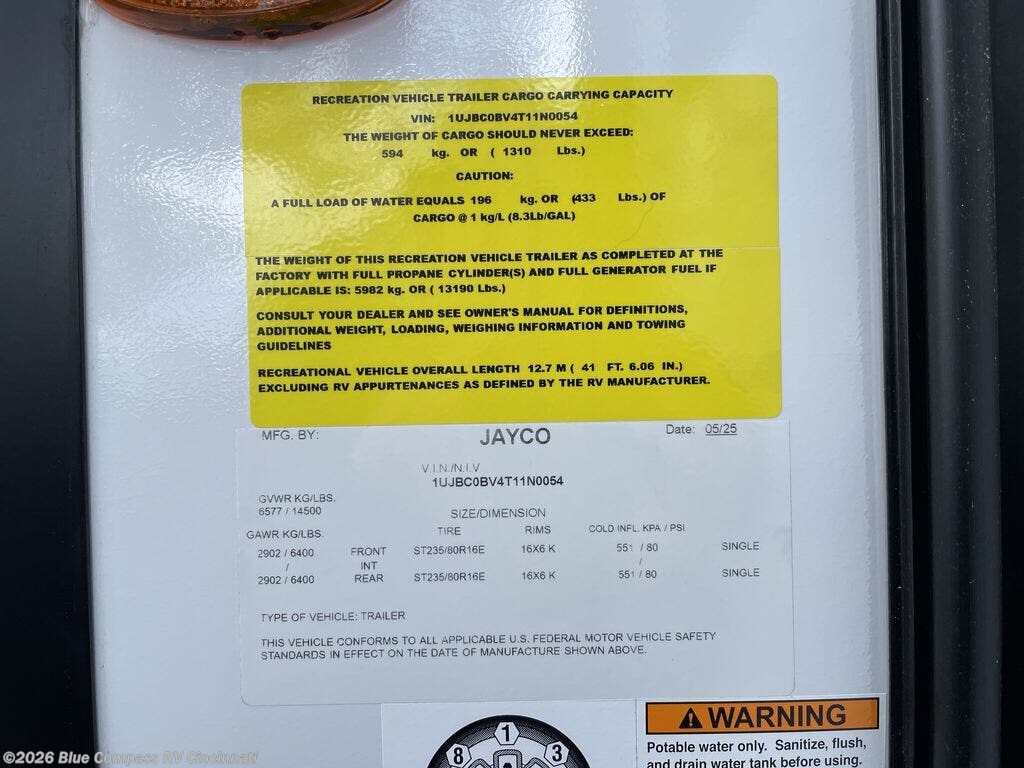 RECREATION VEHICLE TRAILER CARGO CARRYING CAPACITY
VIN: 1UJBC0BV4T11N0054
THE WEIGHT OF CARGO SHOULD NEVER EXCEED:
594 kg. OR ( 1310 Lbs.)
CAUTION:
A FULL LOAD OF WATER EQUALS 196 kg. OR (433 Lbs.) OF
CARGO @ 1 kg/L (8.3Lb/GAL)
THE WEIGHT OF THIS RECREATION VEHICLE TRAILER AS COMPLETED AT THE
FACTORY WITH FULL PROPANE CYLINDER(S) AND FULL GENERATOR FUEL IF
APPLICABLE IS: 5982 kg. OR ( 13190 Lbs.)
CONSULT YOUR DEALER AND SEE OWNER'S MANUAL FOR DEFINITIONS,
ADDITIONAL WEIGHT, LOADING, WEIGHING INFORMATION AND TOWING
GUIDELINES
RECREATIONAL VEHICLE OVERALL LENGTH 12.7 M ( 41 FT. 6.06 IN.)
EXCLUDING RV APPURTENANCES AS DEFINED BY THE RV MANUFACTURER.
MFG. BY: JAYCO Date: 05/25
V.I.N./N.I.V
1UJBC0BV4T11N0054
GVWR KG/LBS.
6577 / 14500
SIZE/DIMENSION
GAWR KG/LBS. TIRE RIMS COLD INFL. KPA / PSI
2902 / 6400 FRONT ST235/80R16E 16X6 K 551 / 80 SINGLE
/ INT /
2902 / 6400 REAR ST235/80R16E 16X6 K 551 / 80 SINGLE
TYPE OF VEHICLE: TRAILER
THIS VEHICLE CONFORMS TO ALL APPLICABLE U.S. FEDERAL MOTOR VEHICLE SAFETY
STANDARDS IN EFFECT ON THE DATE OF MANUFACTURE SHOWN ABOVE.
WARNING
Potable water only. Sanitize, flush,
and drain water tank before using.
1
8 3
©2026 Blue Compass RV Cincinnati